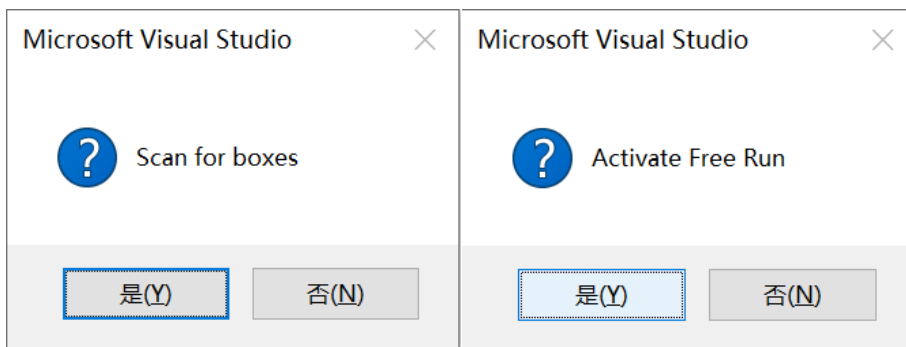 Microsoft Visual Studio
Scan for boxes
是(Y)
否(N)
Microsoft Visual Studio
Activate Free Run
是(Y)
否(N)